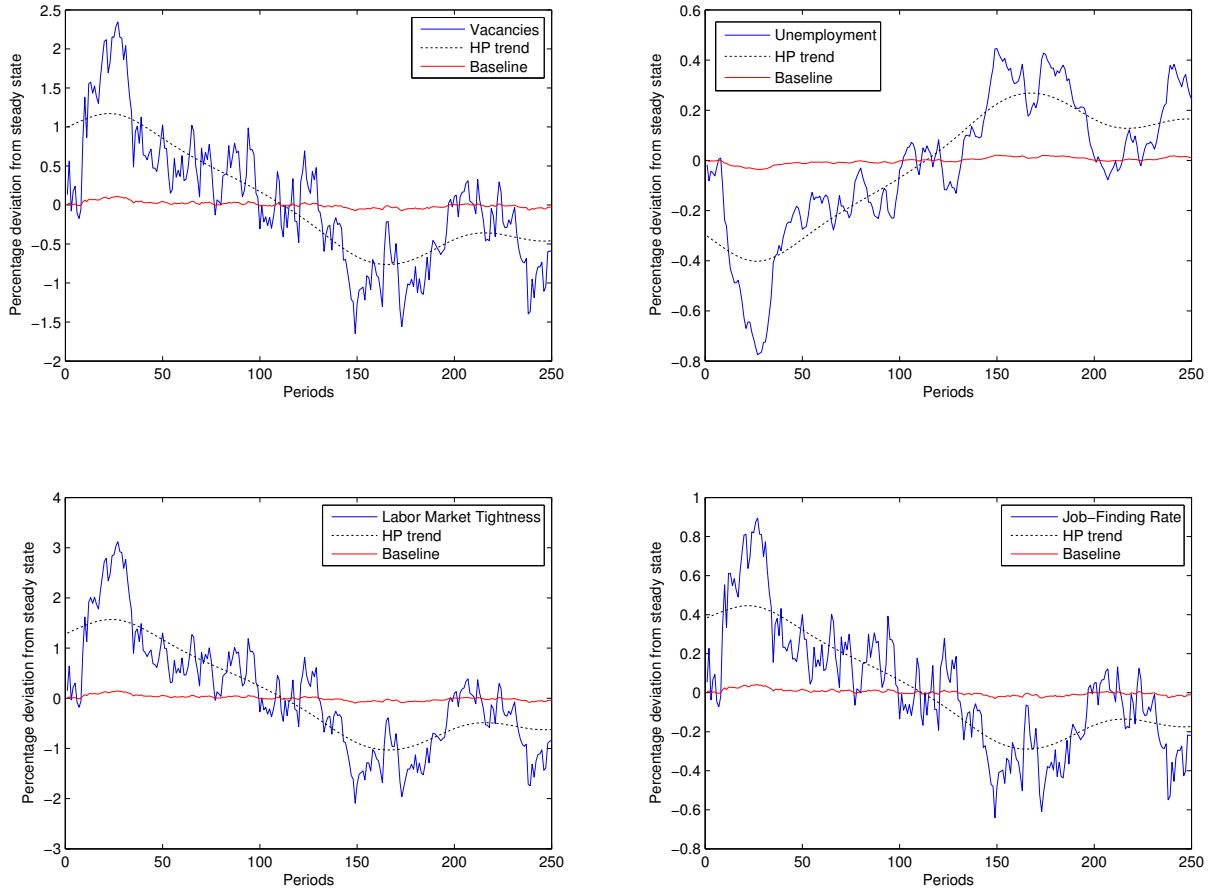 Percentage deviation from steady state
2.5
2
1.5
1
0.5
0
−0.5
−1
−1.5
−2
Vacancies
HP trend
Baseline
0 50 100 150 200 250
Periods
Percentage deviation from steady state
0.6
0.4
0.2
0
−0.2
−0.4
−0.6
−0.8
Unemployment
HP trend
Baseline
0 50 100 150 200 250
Periods
Percentage deviation from steady state
4
3
2
1
0
−1
−2
−3
Labor Market Tightness
HP trend
Baseline
0 50 100 150 200 250
Periods
Percentage deviation from steady state
1
0.8
0.6
0.4
0.2
0
−0.2
−0.4
−0.6
−0.8
Job−Finding Rate
HP trend
Baseline
0 50 100 150 200 250
Periods